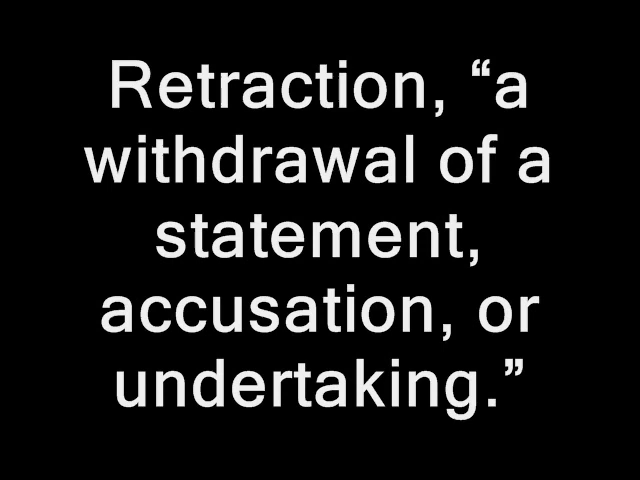 Retraction, “a
withdrawal of a
statement,
accusation, or
undertaking.”